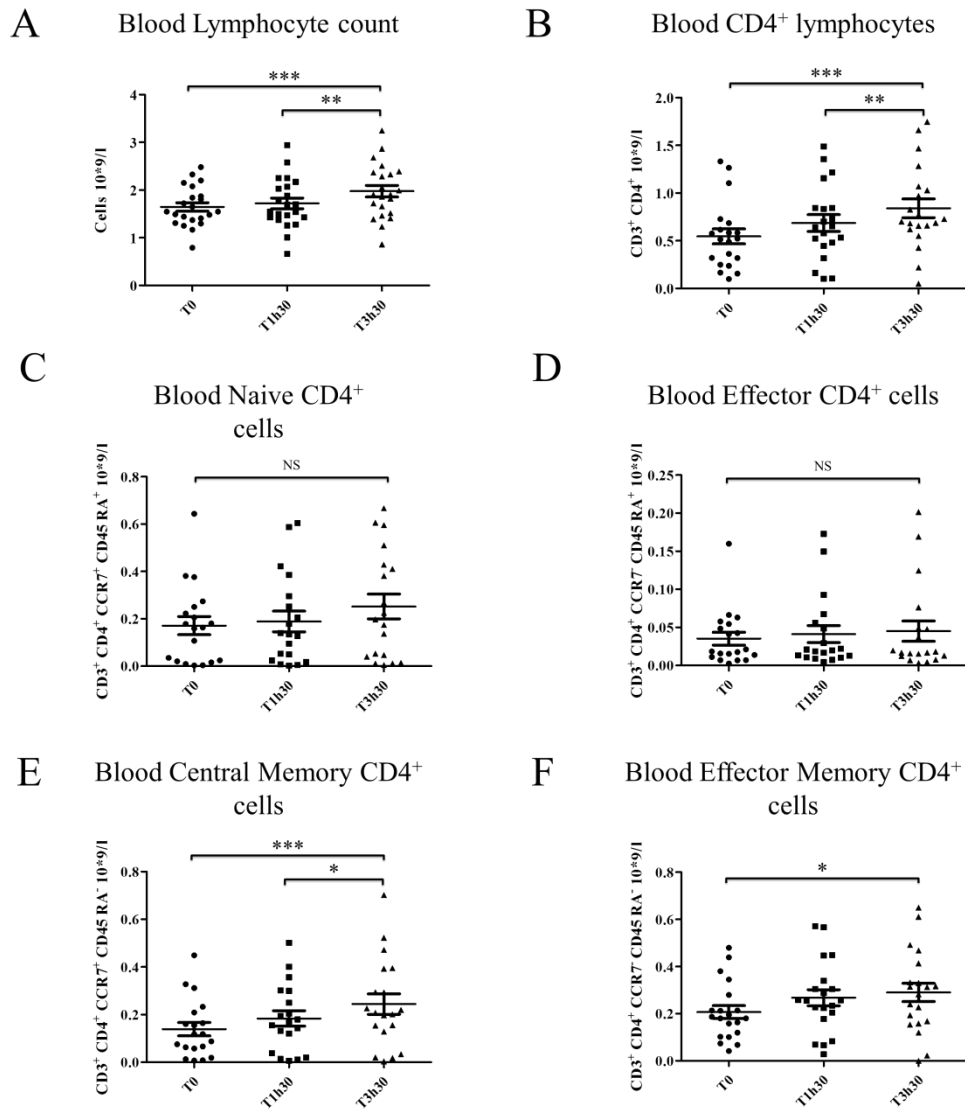 A
Blood Lymphocyte count
***
**
Cells 10*9/l
4
3
2
1
0
T0
T1h30
T3h30
B
Blood CD4⁺ lymphocytes
***
**
CD3⁺ CD4⁺ 10*9/l
2.0
1.5
1.0
0.5
0.0
T0
T1h30
T3h30
C
Blood Naive CD4⁺
cells
NS
CD3⁺ CD4⁺ CCR7⁺ CD45 RA⁺ 10*9/l
0.8
0.6
0.4
0.2
0.0
T0
T1h30
T3h30
D
Blood Effector CD4⁺ cells
NS
CD3⁺ CD4⁺ CCR7⁻ CD45 RA⁺ 10*9/l
0.25
0.20
0.15
0.10
0.05
0.00
T0
T1h30
T3h30
E
Blood Central Memory CD4⁺
cells
***
*
CD3⁺ CD4⁺ CCR7⁺ CD45 RA⁻ 10*9/l
0.8
0.6
0.4
0.2
0.0
T0
T1h30
T3h30
F
Blood Effector Memory CD4⁺
cells
*
CD3⁺ CD4⁺ CCR7⁻ CD45 RA⁻ 10*9/l
0.8
0.6
0.4
0.2
0.0
T0
T1h30
T3h30